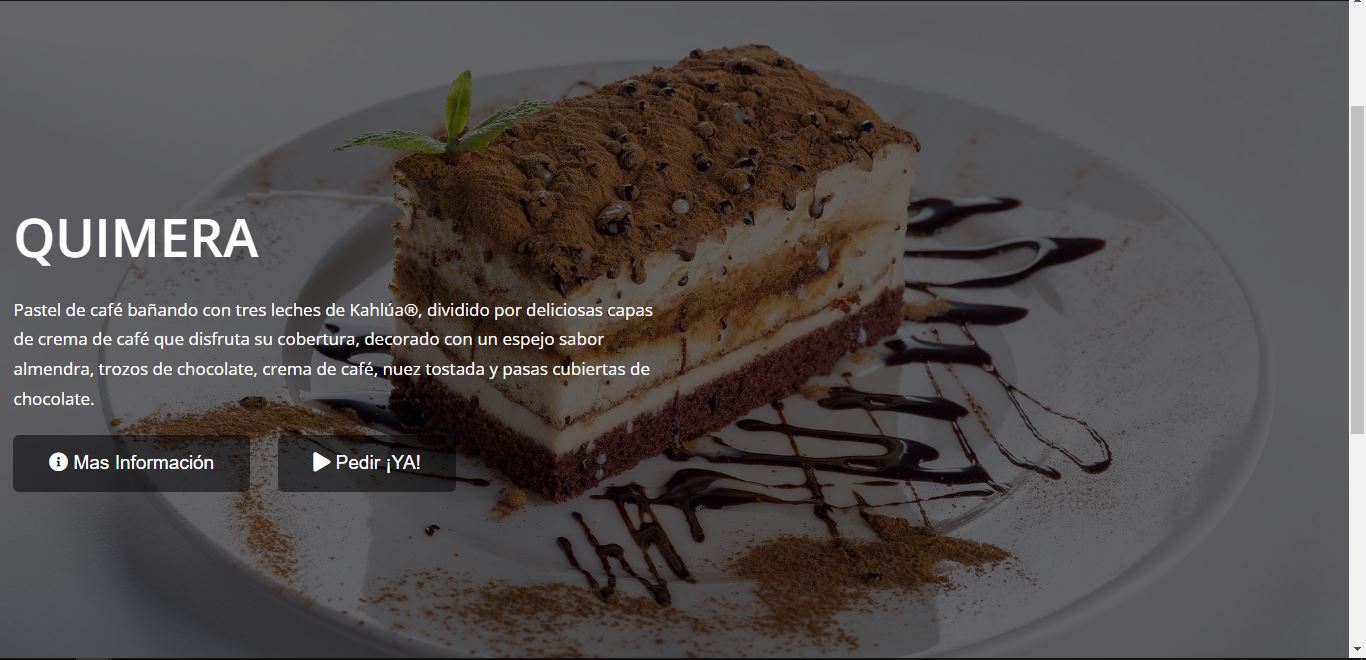 QUIMERA
Pastel de café bañando con tres leches de Kahlúa®, dividido por deliciosas capas
de crema de café que disfruta su cobertura, decorado con un espejo sabor
almendra, trozos de chocolate, crema de café, nuez tostada y pasas cubiertas de
chocolate.
Mas Información
Pedir ¡YA!